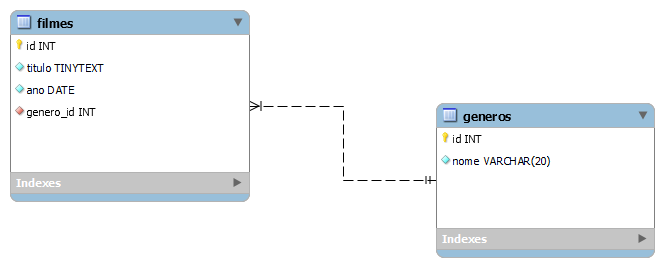 filmes
id INT
titulo TINYTEXT
ano DATE
genero_id INT
Indexes
generos
id INT
nome VARCHAR(20)
Indexes